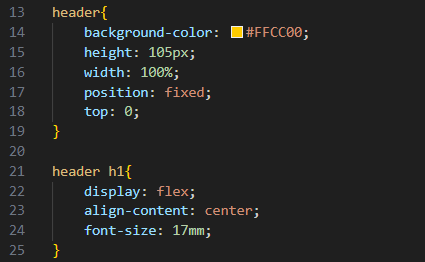 13 header{
14 background-color: #FFCC00;
15 height: 105px;
16 width: 100%;
17 position: fixed;
18 top: 0;
19 }
20
21 header h1{
22 display: flex;
23 align-content: center;
24 font-size: 17mm;
25 }